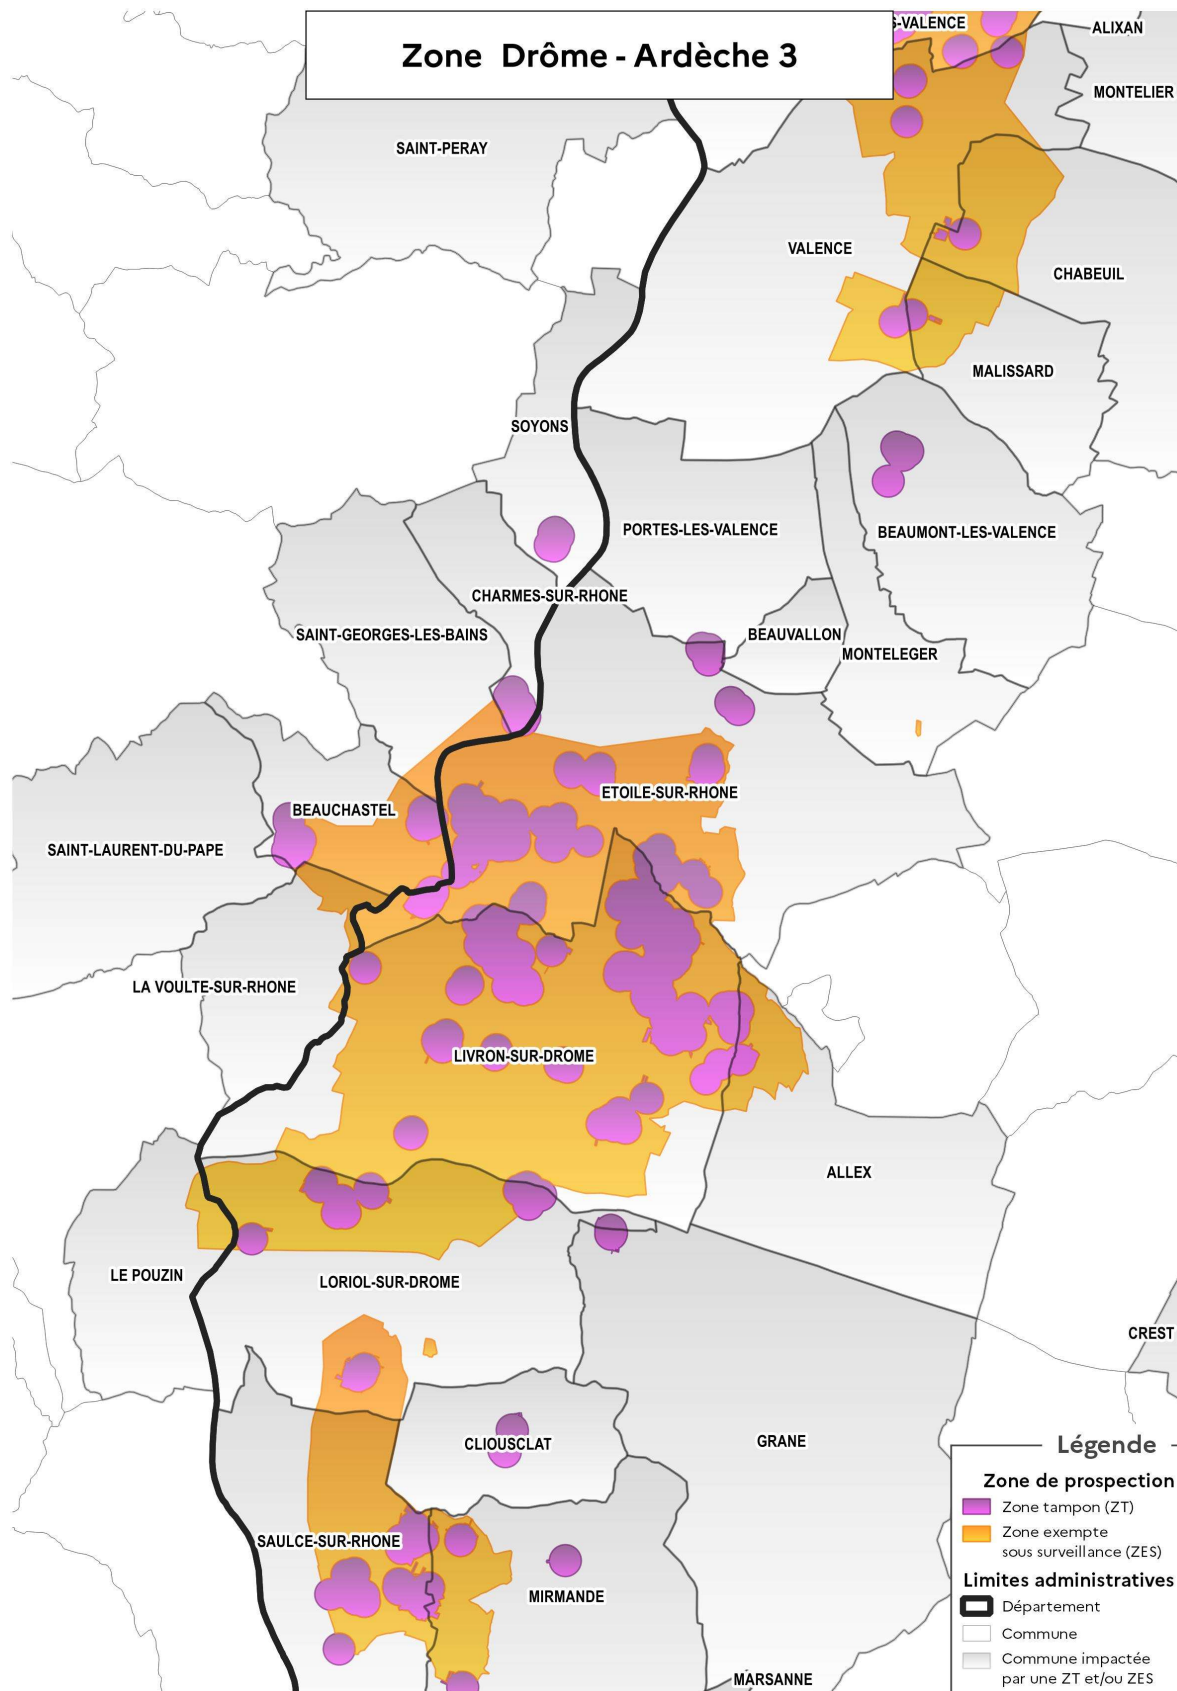 Zone Drôme - Ardèche 3
S-VALENCE
ALIXAN
MONTELIER
SAINT-PERAY
VALENCE
CHABEUIL
MALISSARD
SOYONS
PORTES-LES-VALENCE
BEAUMONT-LES-VALENCE
CHARMES-SUR-RHONE
SAINT-GEORGES-LES-BAINS
BEAUVALLON
MONTELEGER
ETOILE-SUR-RHONE
BEAUCHASTEL
SAINT-LAURENT-DU-PAPE
LA VOULTE-SUR-RHONE
LIVRON-SUR-DROME
ALLEX
LE POUZIN
LORIOL-SUR-DROME
CREST
CLIOUSCLAT
GRANE
SAULCE-SUR-RHONE
MIRMANDE
MARSANNE
Légende
Zone de prospection
Zone tampon (ZT)
Zone exempte
sous surveillance (ZES)
Limites administratives
Département
Commune
Commune impactée
par une ZT et/ou ZES